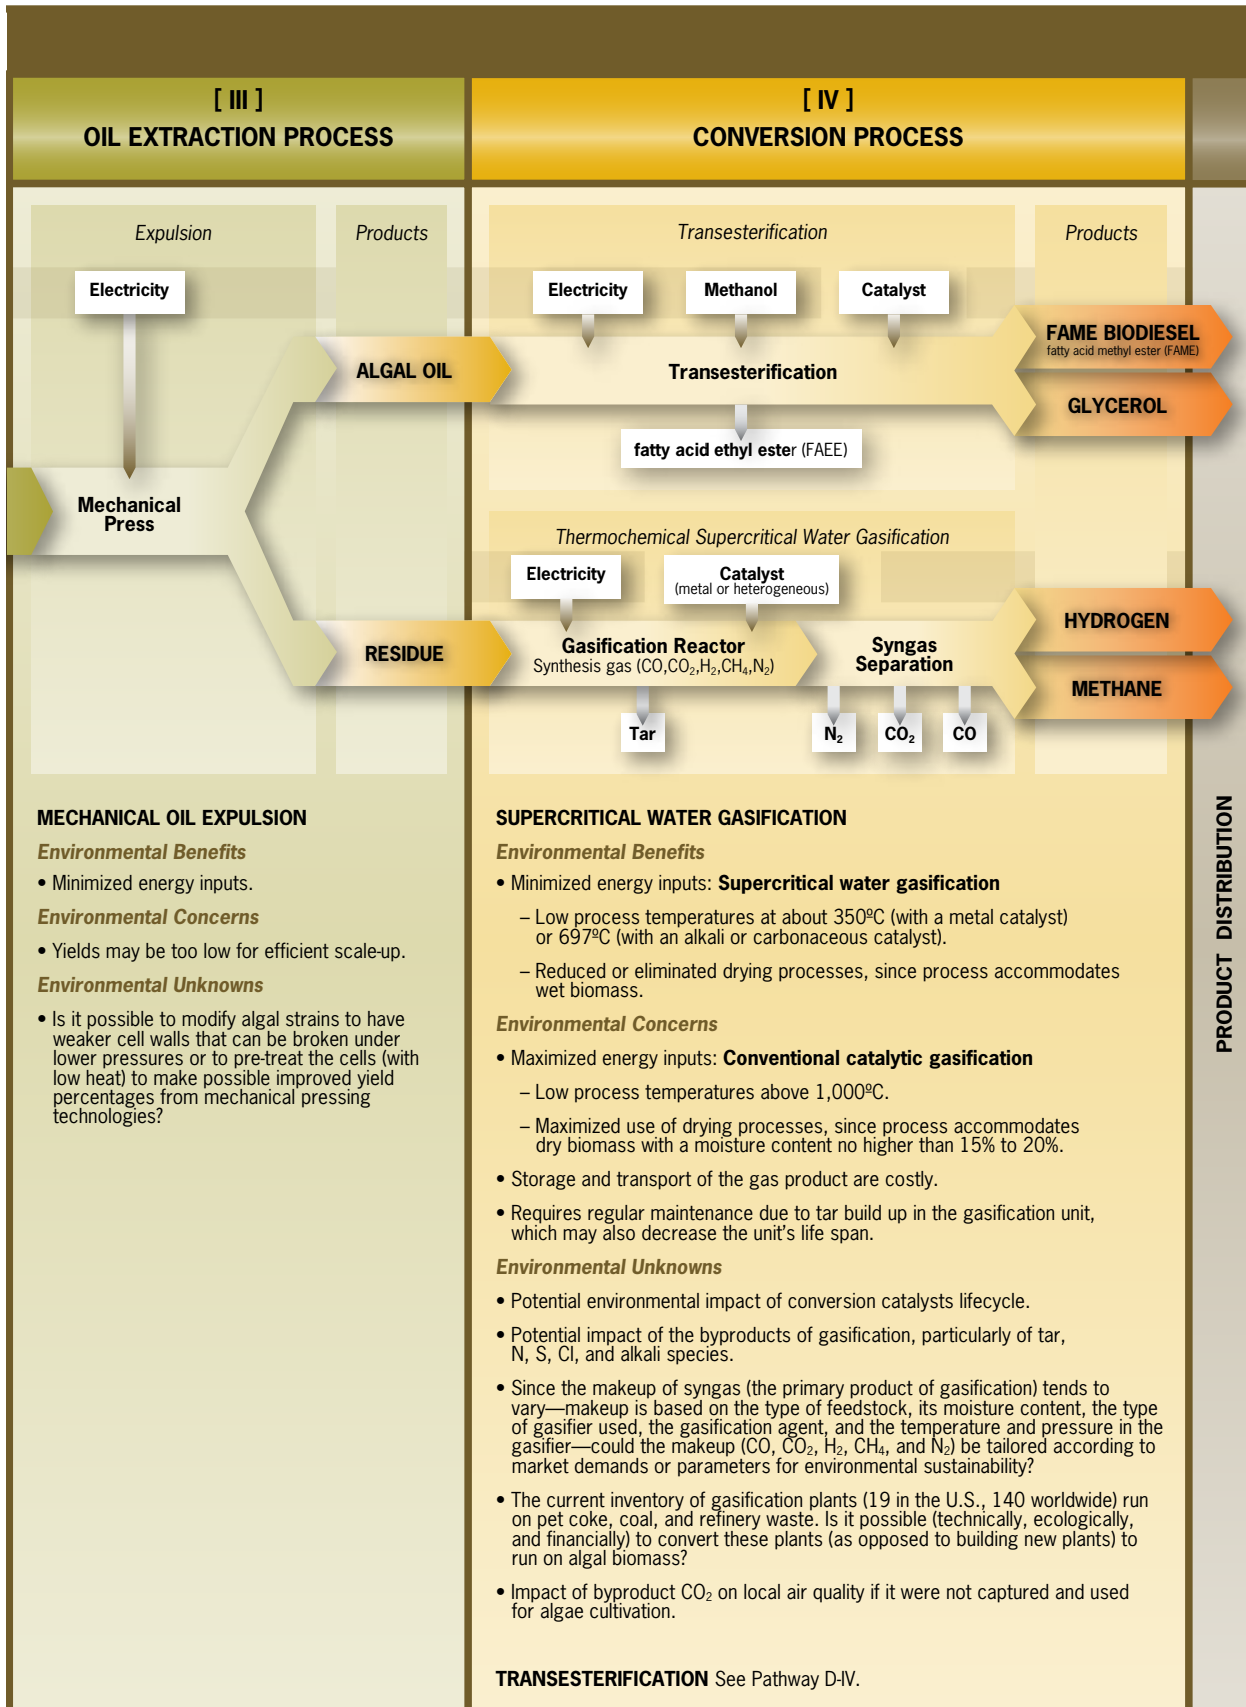 [ III ]
OIL EXTRACTION PROCESS
[ IV ]
CONVERSION PROCESS
Expulsion
Products
Electricity
Mechanical
Press
ALGAL OIL
RESIDUE
Transesterification
Products
Electricity
Methanol
Catalyst
Transesterification
fatty acid ethyl ester (FAEE)
FAME BIODIESEL
fatty acid methyl ester (FAME)
GLYCEROL
Thermochemical Supercritical Water Gasification
Electricity
Catalyst
(metal or heterogeneous)
Gasification Reactor
Synthesis gas (CO,CO₂,H₂,CH₄,N₂)
Syngas
Separation
Tar
N₂
CO₂
CO
HYDROGEN
METHANE
MECHANICAL OIL EXPULSION
Environmental Benefits
• Minimized energy inputs.
Environmental Concerns
• Yields may be too low for efficient scale-up.
Environmental Unknowns
• Is it possible to modify algal strains to have
weaker cell walls that can be broken under
lower pressures or to pre-treat the cells (with
low heat) to make possible improved yield
percentages from mechanical pressing
technologies?
SUPERCRITICAL WATER GASIFICATION
Environmental Benefits
• Minimized energy inputs: Supercritical water gasification
– Low process temperatures at about 350ºC (with a metal catalyst)
or 697ºC (with an alkali or carbonaceous catalyst).
– Reduced or eliminated drying processes, since process accommodates
wet biomass.
Environmental Concerns
• Maximized energy inputs: Conventional catalytic gasification
– Low process temperatures above 1,000ºC.
– Maximized use of drying processes, since process accommodates
dry biomass with a moisture content no higher than 15% to 20%.
• Storage and transport of the gas product are costly.
• Requires regular maintenance due to tar build up in the gasification unit,
which may also decrease the unit's life span.
Environmental Unknowns
• Potential environmental impact of conversion catalysts lifecycle.
• Potential impact of the byproducts of gasification, particularly of tar,
N, S, Cl, and alkali species.
• Since the makeup of syngas (the primary product of gasification) tends to
vary—makeup is based on the type of feedstock, its moisture content, the type
of gasifier used, the gasification agent, and the temperature and pressure in the
gasifier—could the makeup (CO, CO₂, H₂, CH₄, and N₂) be tailored according to
market demands or parameters for environmental sustainability?
• The current inventory of gasification plants (19 in the U.S., 140 worldwide) run
on pet coke, coal, and refinery waste. Is it possible (technically, ecologically,
and financially) to convert these plants (as opposed to building new plants) to
run on algal biomass?
• Impact of byproduct CO₂ on local air quality if it were not captured and used
for algae cultivation.
TRANSESTERIFICATION See Pathway D-IV.
PRODUCT DISTRIBUTION